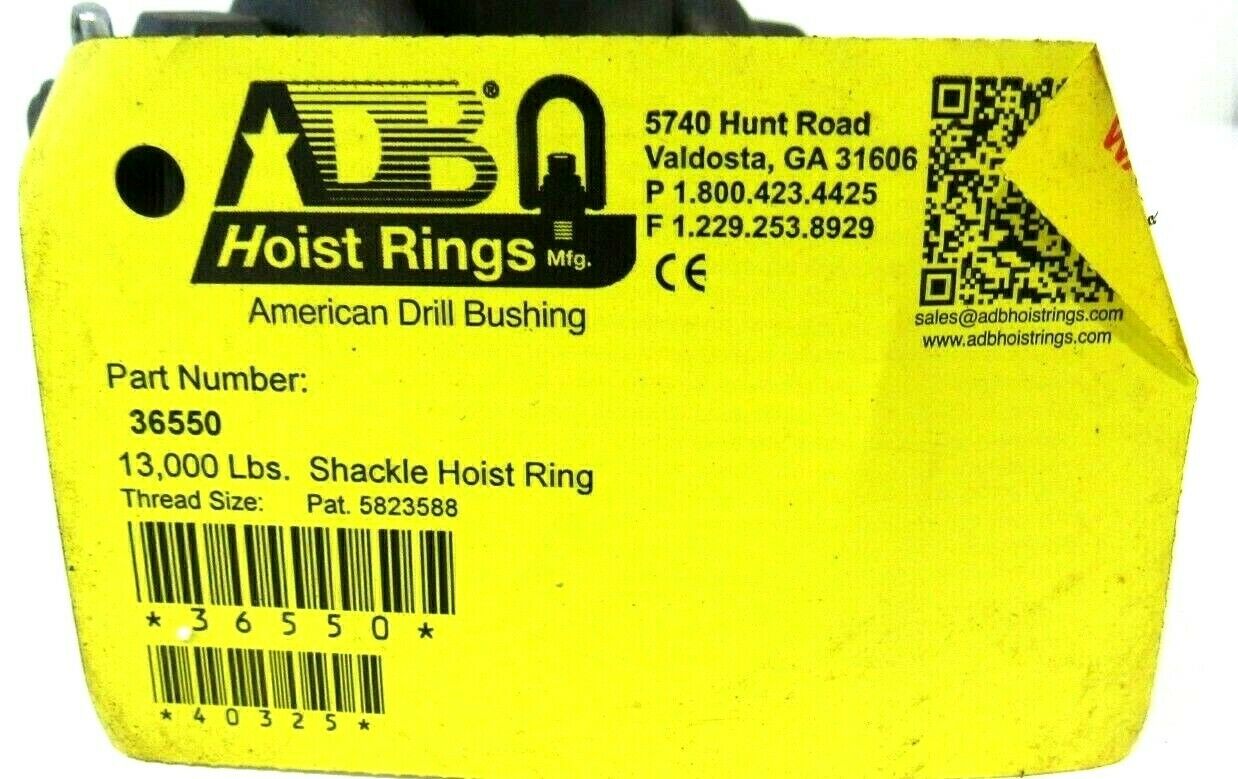 ADB®
Hoist Rings Mfg.
American Drill Bushing
5740 Hunt Road
Valdosta, GA 31606
P 1.800.423.4425
F 1.229.253.8929
CE
sales@adbhoistrings.com
www.adbhoistrings.com
Part Number:
36550
13,000 Lbs. Shackle Hoist Ring
Thread Size: Pat. 5823588
*36550*
*40325*